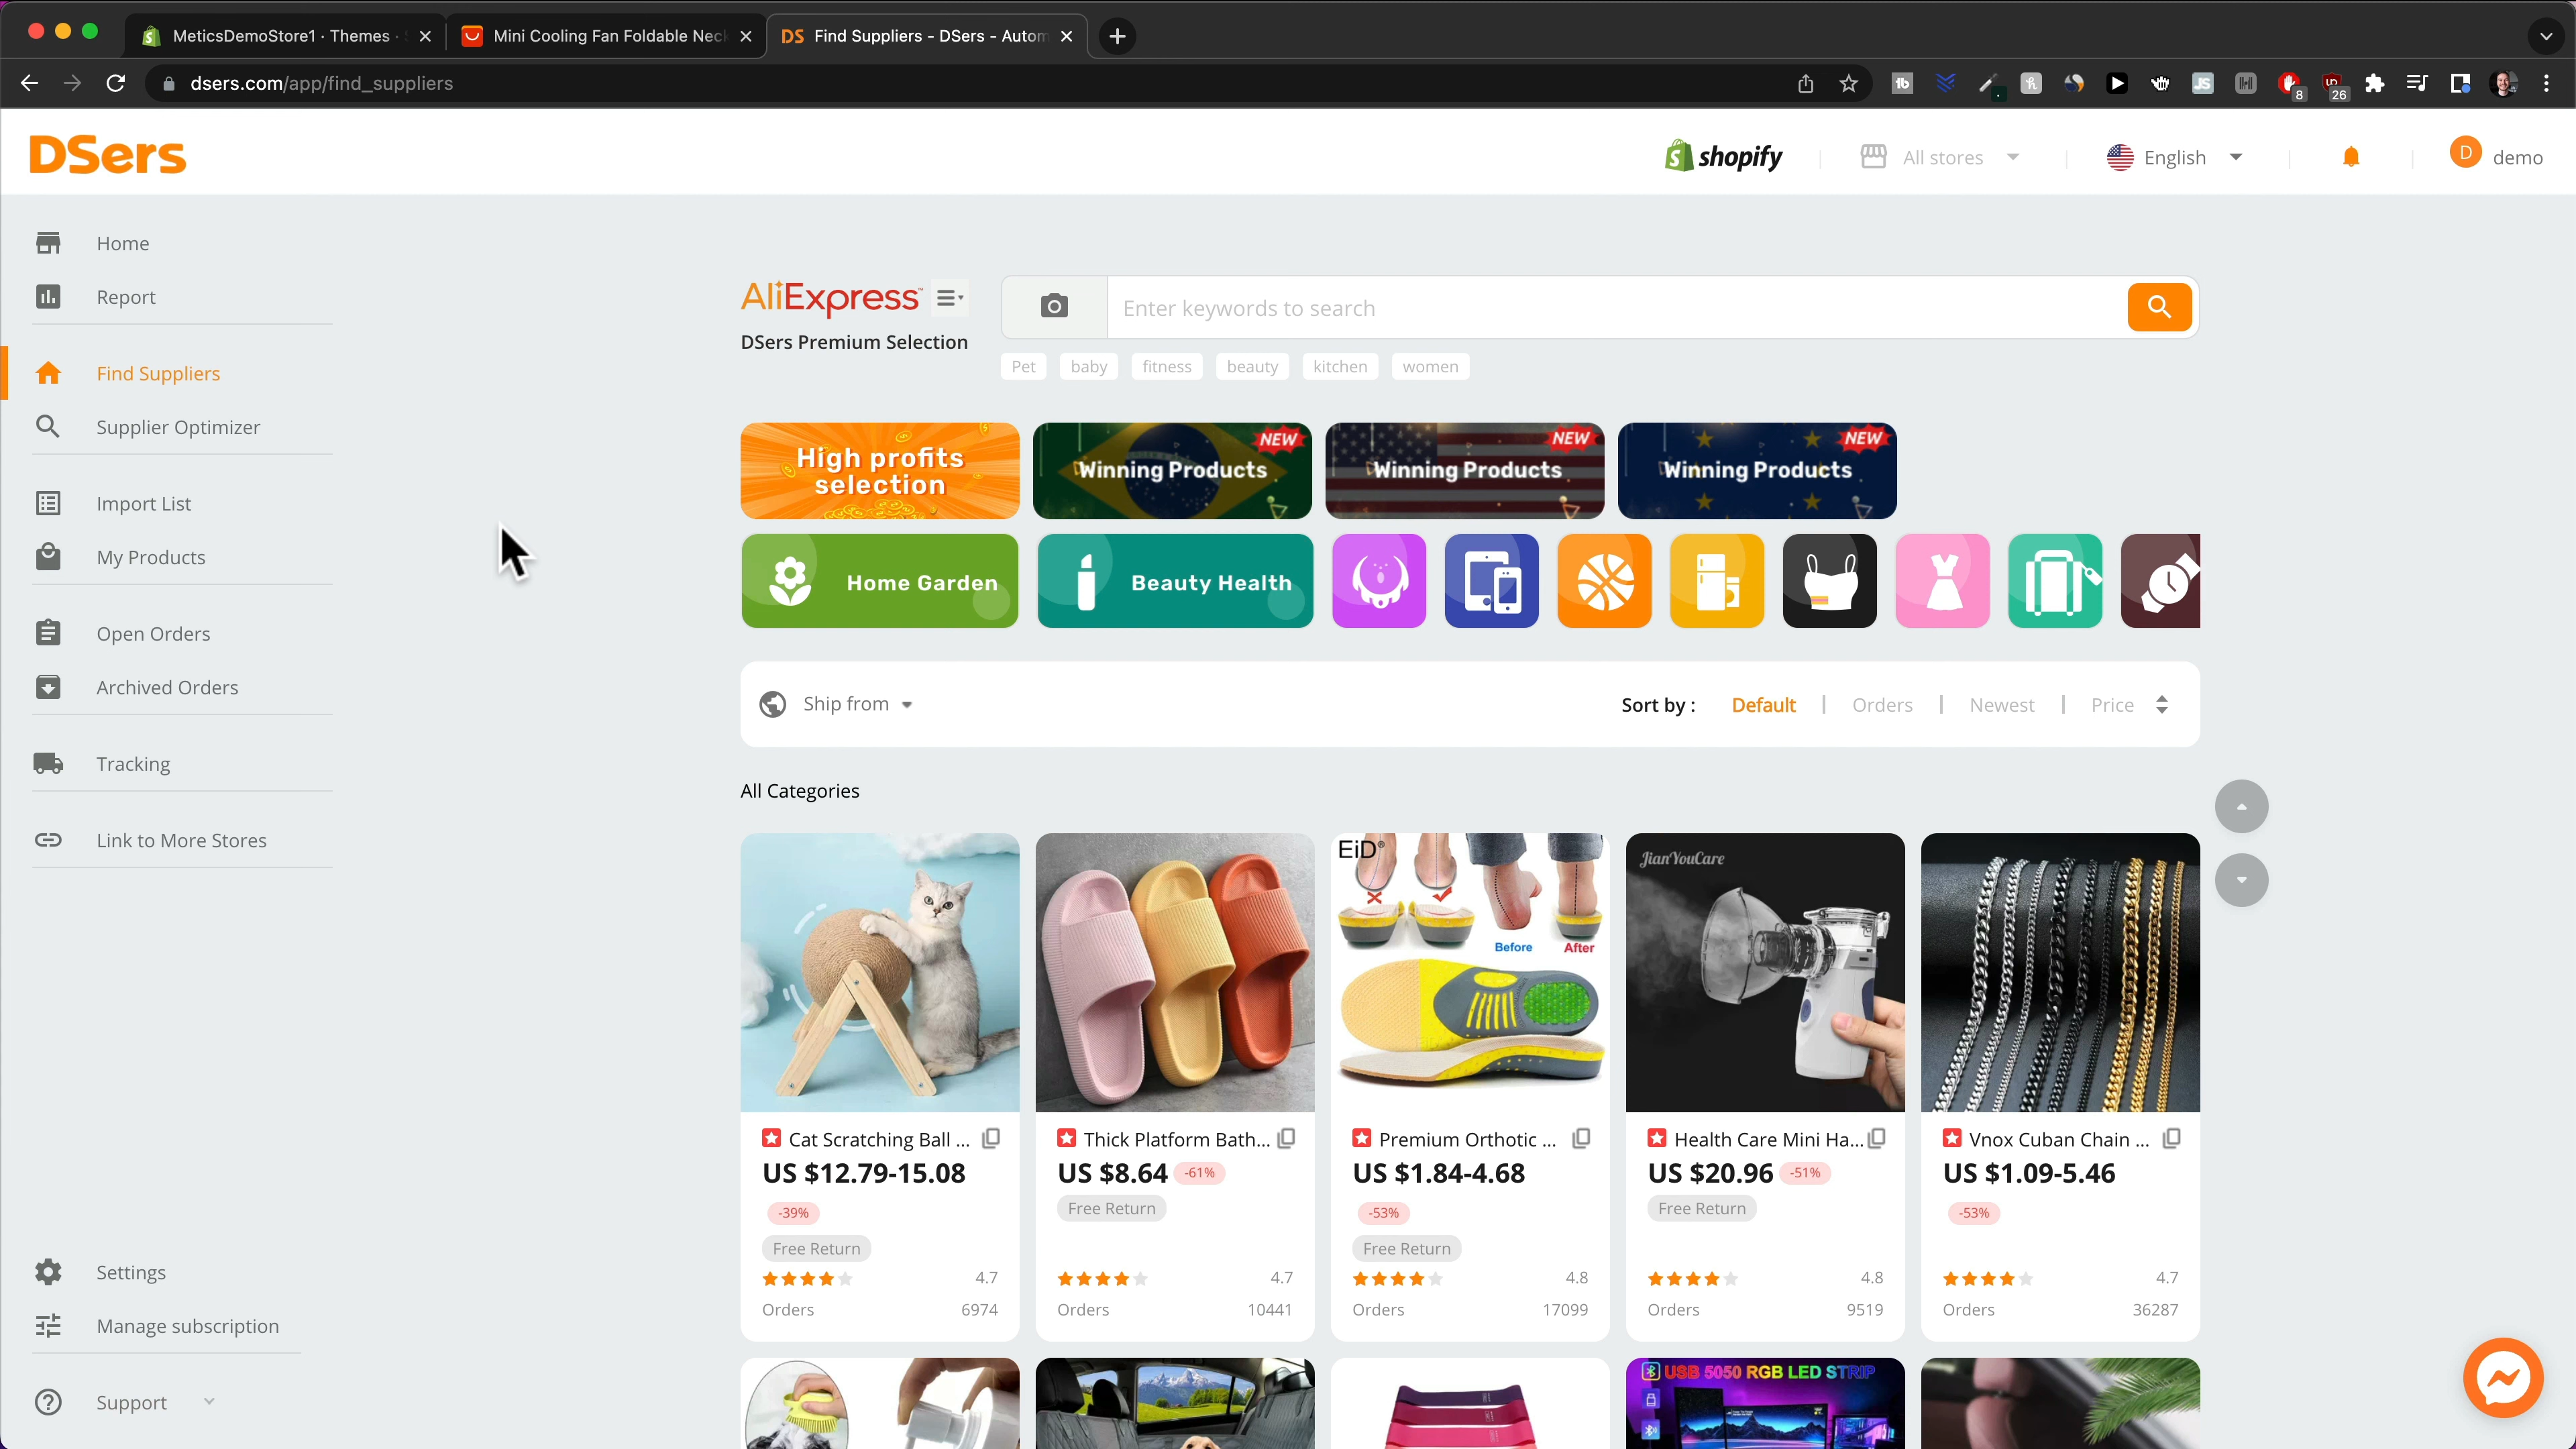 MeticsDemoStore1 · Themes ·
Mini Cooling Fan Foldable Neck
DS Find Suppliers - DSers - Autom
dsers.com/app/find_suppliers
8
26
DSers
shopify
All stores
English
D
demo
Home
Report
Find Suppliers
Supplier Optimizer
Import List
My Products
Open Orders
Archived Orders
Tracking
Link to More Stores
Settings
Manage subscription
Support
AliExpress
DSers Premium Selection
Enter keywords to search
Pet baby fitness beauty kitchen women
High profits
selection
Winning Products NEW
Winning Products NEW
Winning Products NEW
Home Garden
Beauty Health
Ship from
Sort by : Default | Orders | Newest | Price
All Categories
EiD®
Before After
JianYouCare
Cat Scratching Ball ...
US $12.79-15.08
-39%
Free Return
4.7
Orders 6974
Thick Platform Bath...
US $8.64 -61%
Free Return
4.7
Orders 10441
Premium Orthotic ...
US $1.84-4.68
-53%
Free Return
4.8
Orders 17099
Health Care Mini Ha...
US $20.96 -51%
Free Return
4.8
Orders 9519
Vnox Cuban Chain ...
US $1.09-5.46
-53%
4.7
Orders 36287
USB 5050 RGB LED STRIP